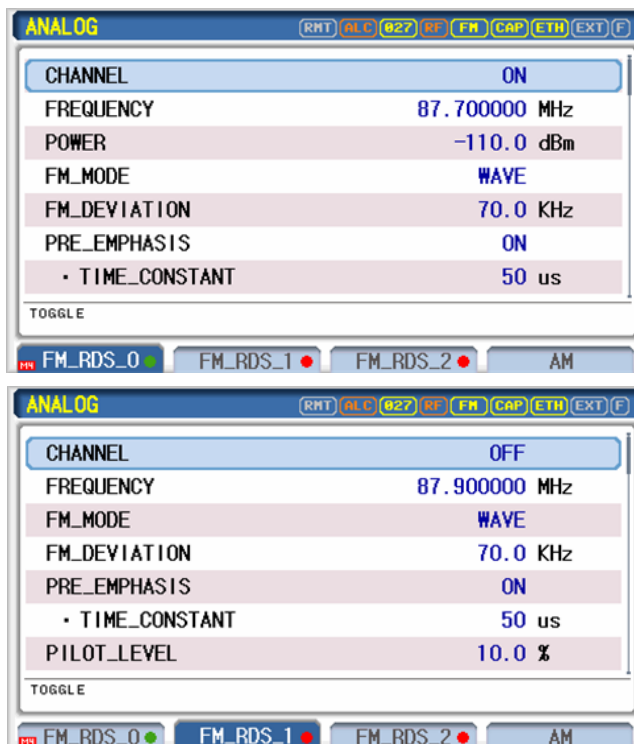 ANALOG RMT ALC 027 RF FM CAP ETH EXT F
CHANNEL ON
FREQUENCY 87.700000 MHz
POWER -110.0 dBm
FM_MODE WAVE
FM_DEVIATION 70.0 KHz
PRE_EMPHASIS ON
· TIME_CONSTANT 50 us
TOGGLE
M4 FM_RDS_0 FM_RDS_1 FM_RDS_2 AM
ANALOG RMT ALC 027 RF FM CAP ETH EXT F
CHANNEL OFF
FREQUENCY 87.900000 MHz
FM_MODE WAVE
FM_DEVIATION 70.0 KHz
PRE_EMPHASIS ON
· TIME_CONSTANT 50 us
PILOT_LEVEL 10.0 %
TOGGLE
M4 FM_RDS_0 FM_RDS_1 FM_RDS_2 AM